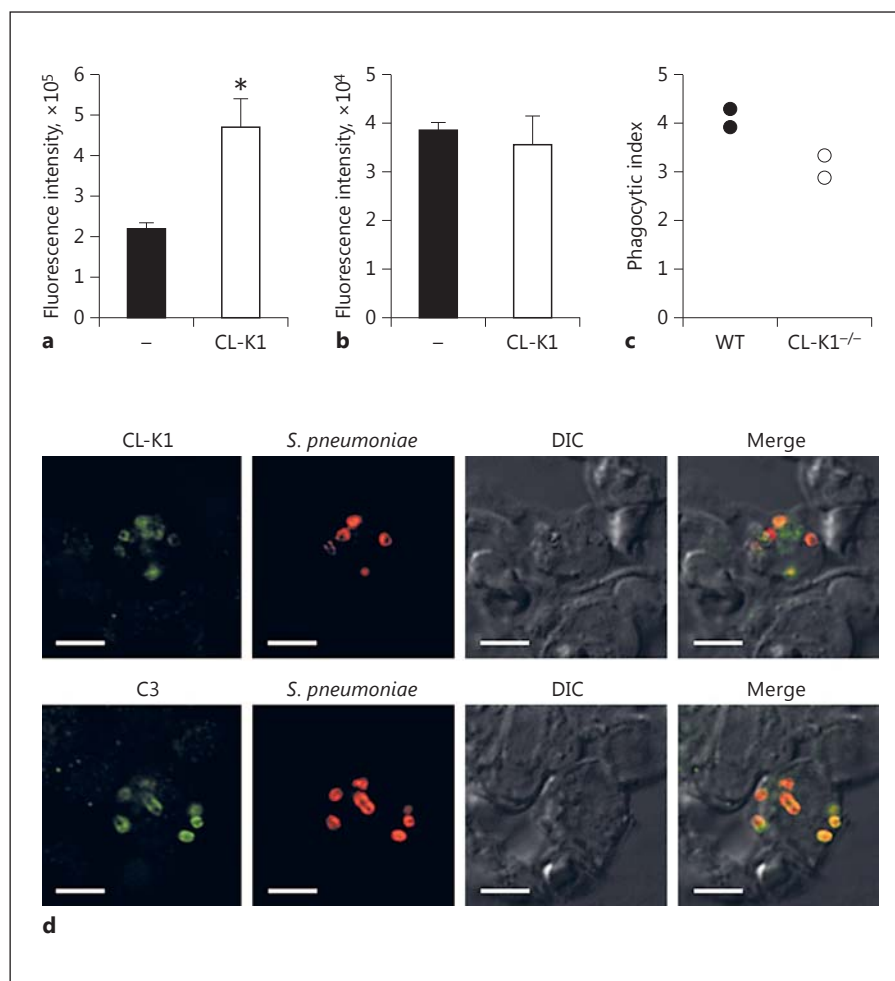 Fluorescence intensity, ×10⁵
6
5
4
3
2
1
0
*
–
CL-K1
a
Fluorescence intensity, ×10⁴
5
4
3
2
1
0
–
CL-K1
b
Phagocytic index
5
4
3
2
1
0
WT
CL-K1⁻/⁻
c
CL-K1
S. pneumoniae
DIC
Merge
C3
S. pneumoniae
DIC
Merge
d